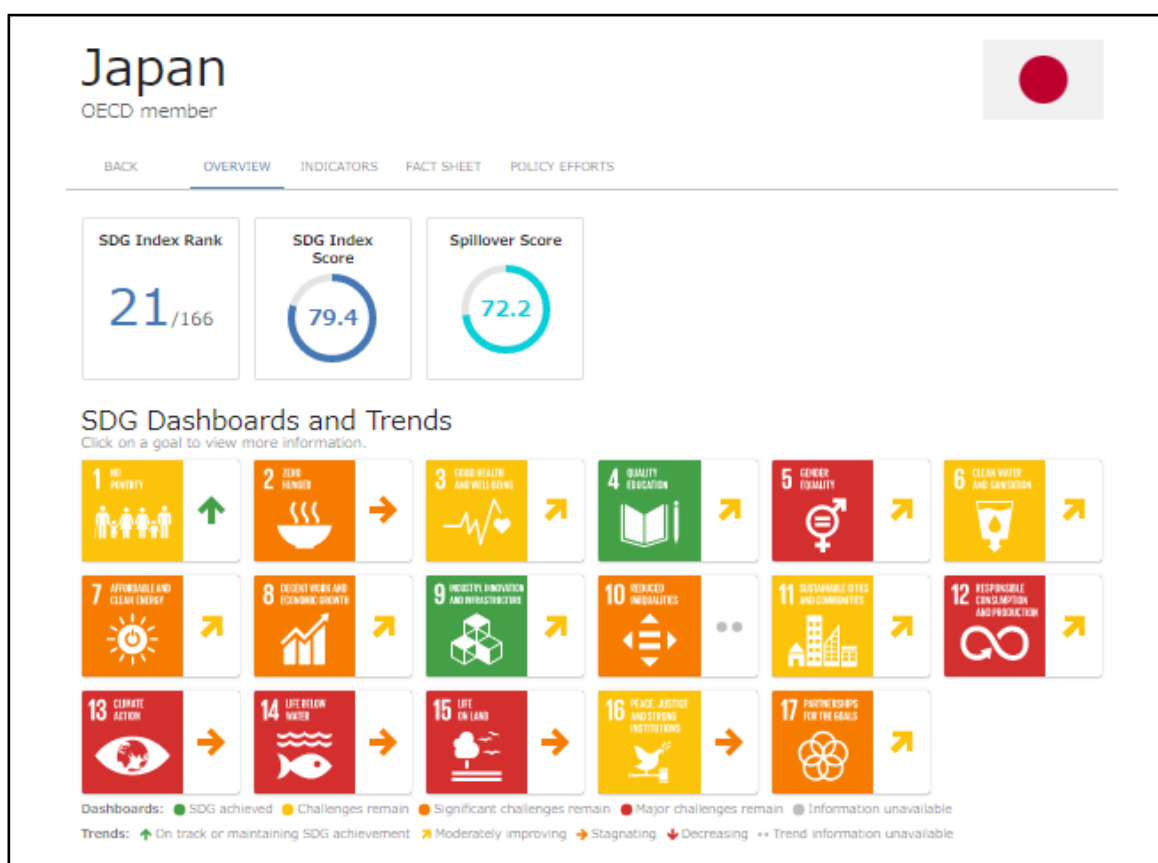 Japan
OECD member
BACK OVERVIEW INDICATORS FACT SHEET POLICY EFFORTS
SDG Index Rank
21/166
SDG Index
Score
79.4
Spillover Score
72.2
SDG Dashboards and Trends
Click on a goal to view more information.
1 NO
POVERTY
2 ZERO
HUNGER
3 GOOD HEALTH
AND WELL-BEING
4 QUALITY
EDUCATION
5 GENDER
EQUALITY
6 CLEAN WATER
AND SANITATION
7 AFFORDABLE AND
CLEAN ENERGY
8 DECENT WORK AND
ECONOMIC GROWTH
9 INDUSTRY, INNOVATION
AND INFRASTRUCTURE
10 REDUCED
INEQUALITIES
11 SUSTAINABLE CITIES
AND COMMUNITIES
12 RESPONSIBLE
CONSUMPTION
AND PRODUCTION
13 CLIMATE
ACTION
14 LIFE BELOW
WATER
15 LIFE
ON LAND
16 PEACE, JUSTICE
AND STRONG
INSTITUTIONS
17 PARTNERSHIPS
FOR THE GOALS
Dashboards: SDG achieved Challenges remain Significant challenges remain Major challenges remain Information unavailable
Trends: On track or maintaining SDG achievement Moderately improving Stagnating Decreasing Trend information unavailable